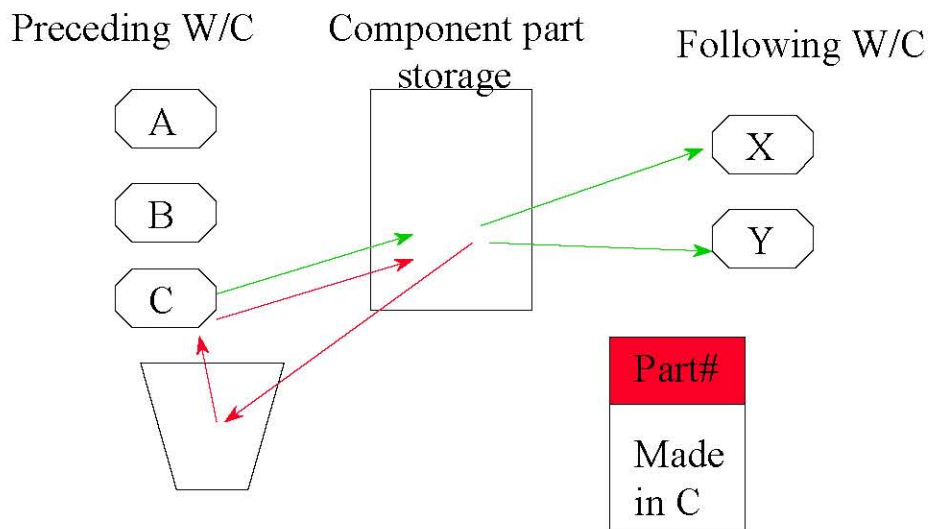 Preceding W/C
Component part
storage
Following W/C
A
B
C
X
Y
Part#
Made
in C